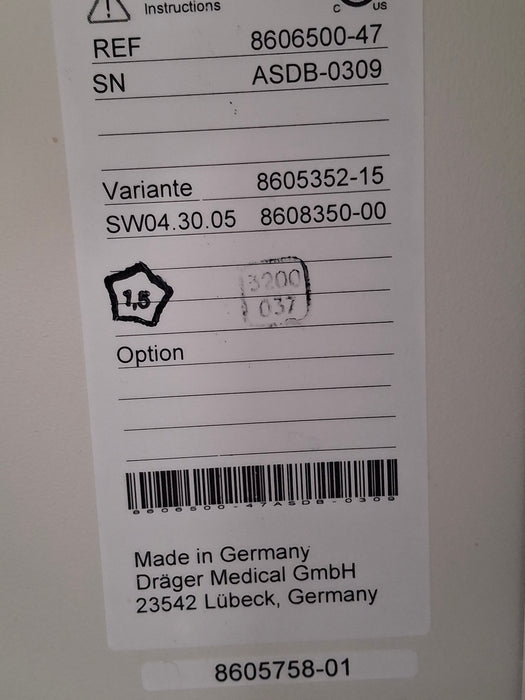 Instructions
C US
REF 8606500-47
SN ASDB-0309
Variante 8605352-15
SW04.30.05 8608350-00
1,5
3200
037
Option
8606500-47ASDB-0309
Made in Germany
Dräger Medical GmbH
23542 Lübeck, Germany
8605758-01